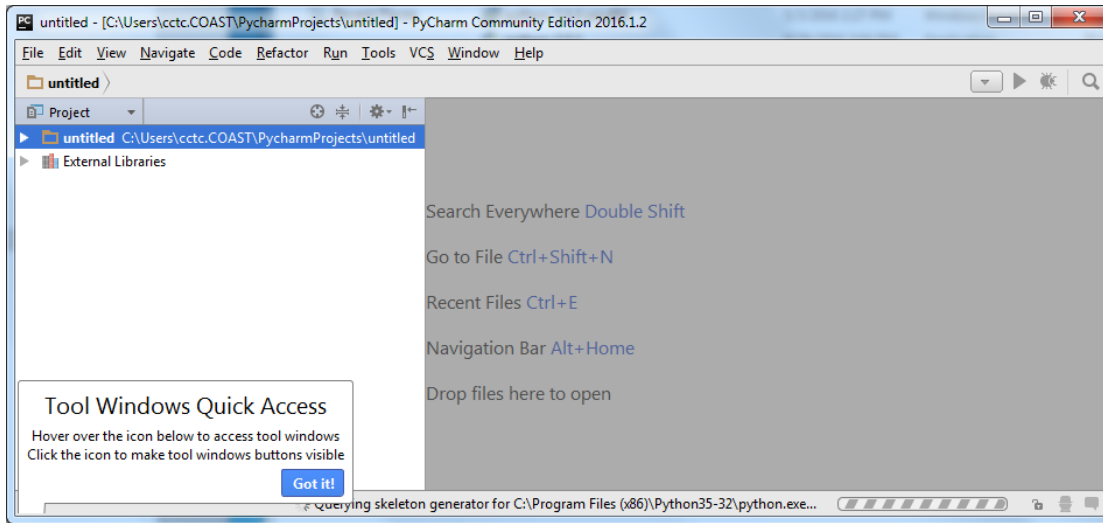 untitled - [C:\Users\cctc.COAST\PycharmProjects\untitled] - PyCharm Community Edition 2016.1.2
File Edit View Navigate Code Refactor Run Tools VCS Window Help
untitled
Project
untitled C:\Users\cctc.COAST\PycharmProjects\untitled
External Libraries
Search Everywhere Double Shift
Go to File Ctrl+Shift+N
Recent Files Ctrl+E
Navigation Bar Alt+Home
Drop files here to open
Tool Windows Quick Access
Hover over the icon below to access tool windows
Click the icon to make tool windows buttons visible
Got it!
Querying skeleton generator for C:\Program Files (x86)\Python35-32\python.exe...